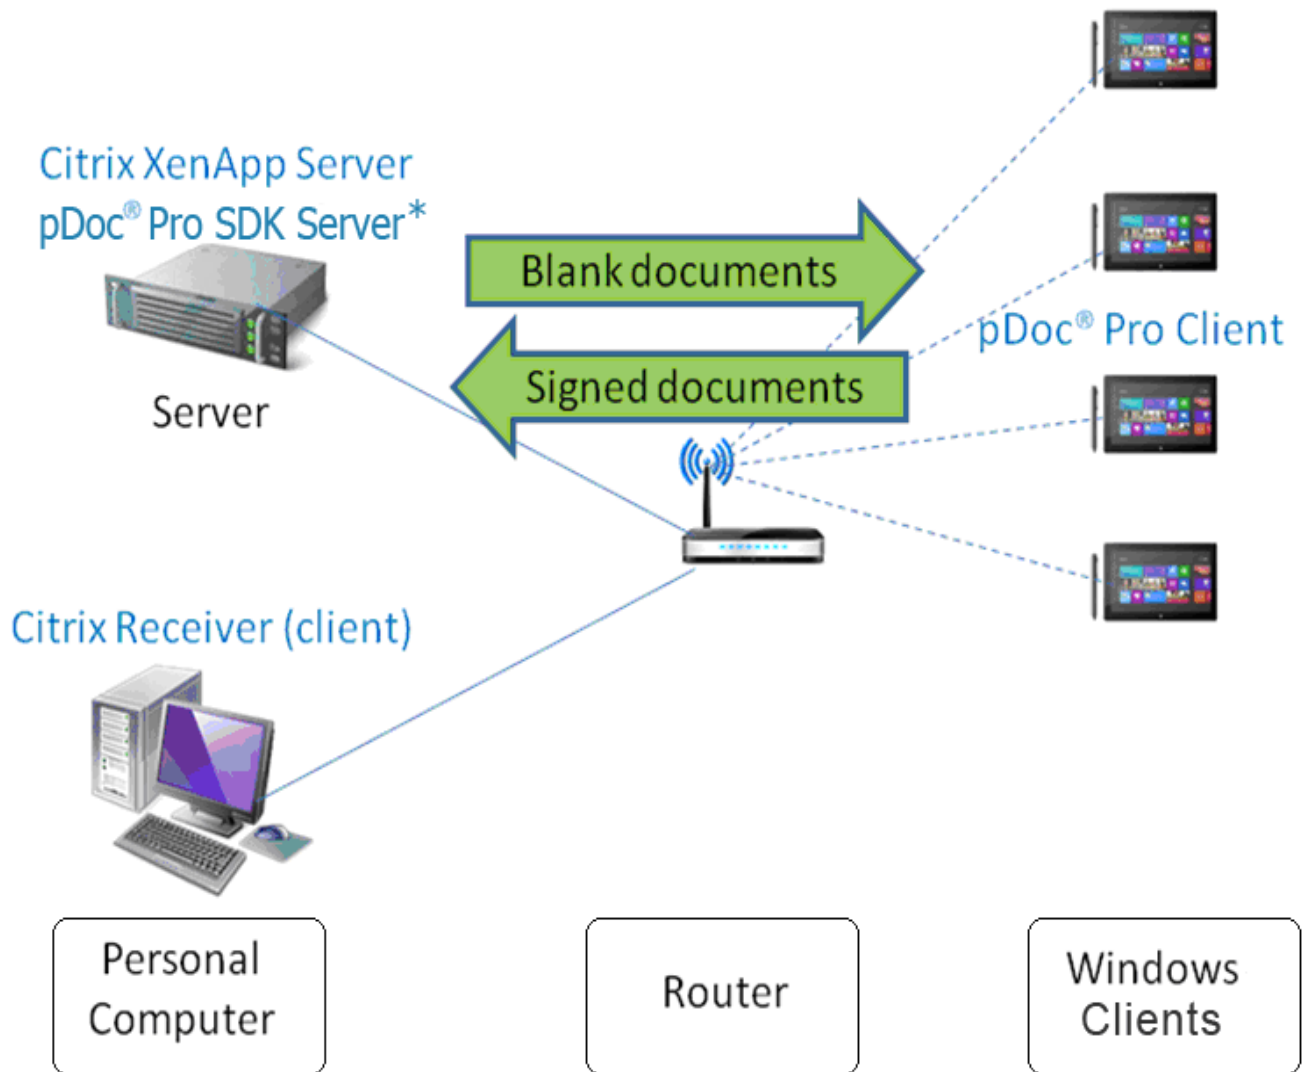 Citrix XenApp Server
pDoc® Pro SDK Server*
Blank documents
pDoc® Pro Client
Signed documents
Server
Citrix Receiver (client)
Personal
Computer
Router
Windows
Clients